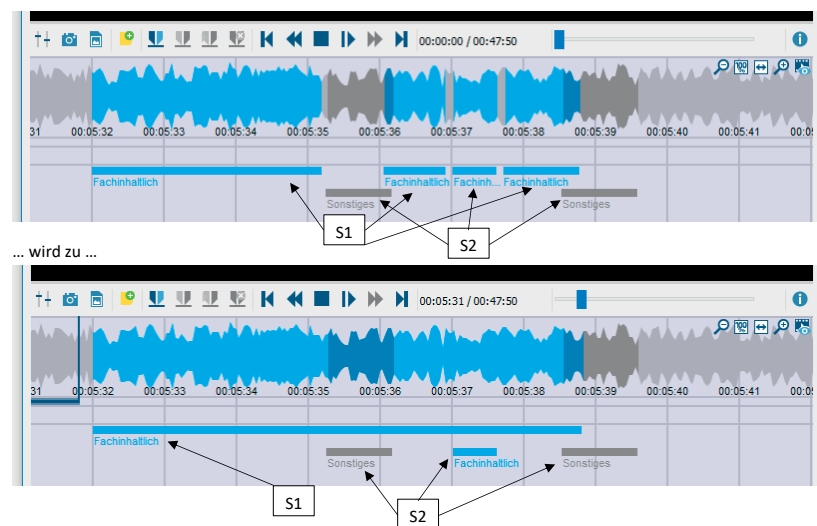 00:00:00 / 00:47:50
31 00:05:32 00:05:33 00:05:34 00:05:35 00:05:36 00:05:37 00:05:38 00:05:39 00:05:40 00:05:41 00:0
Fachinhaltlich Fachinhaltlich Fachinh... Fachinhaltlich
Sonstiges Sonstiges
S1 S2
... wird zu ...
00:05:31 / 00:47:50
31 00:05:32 00:05:33 00:05:34 00:05:35 00:05:36 00:05:37 00:05:38 00:05:39 00:05:40 00:05:41 00:0
Fachinhaltlich
Sonstiges Fachinhaltlich Sonstiges
S1 S2